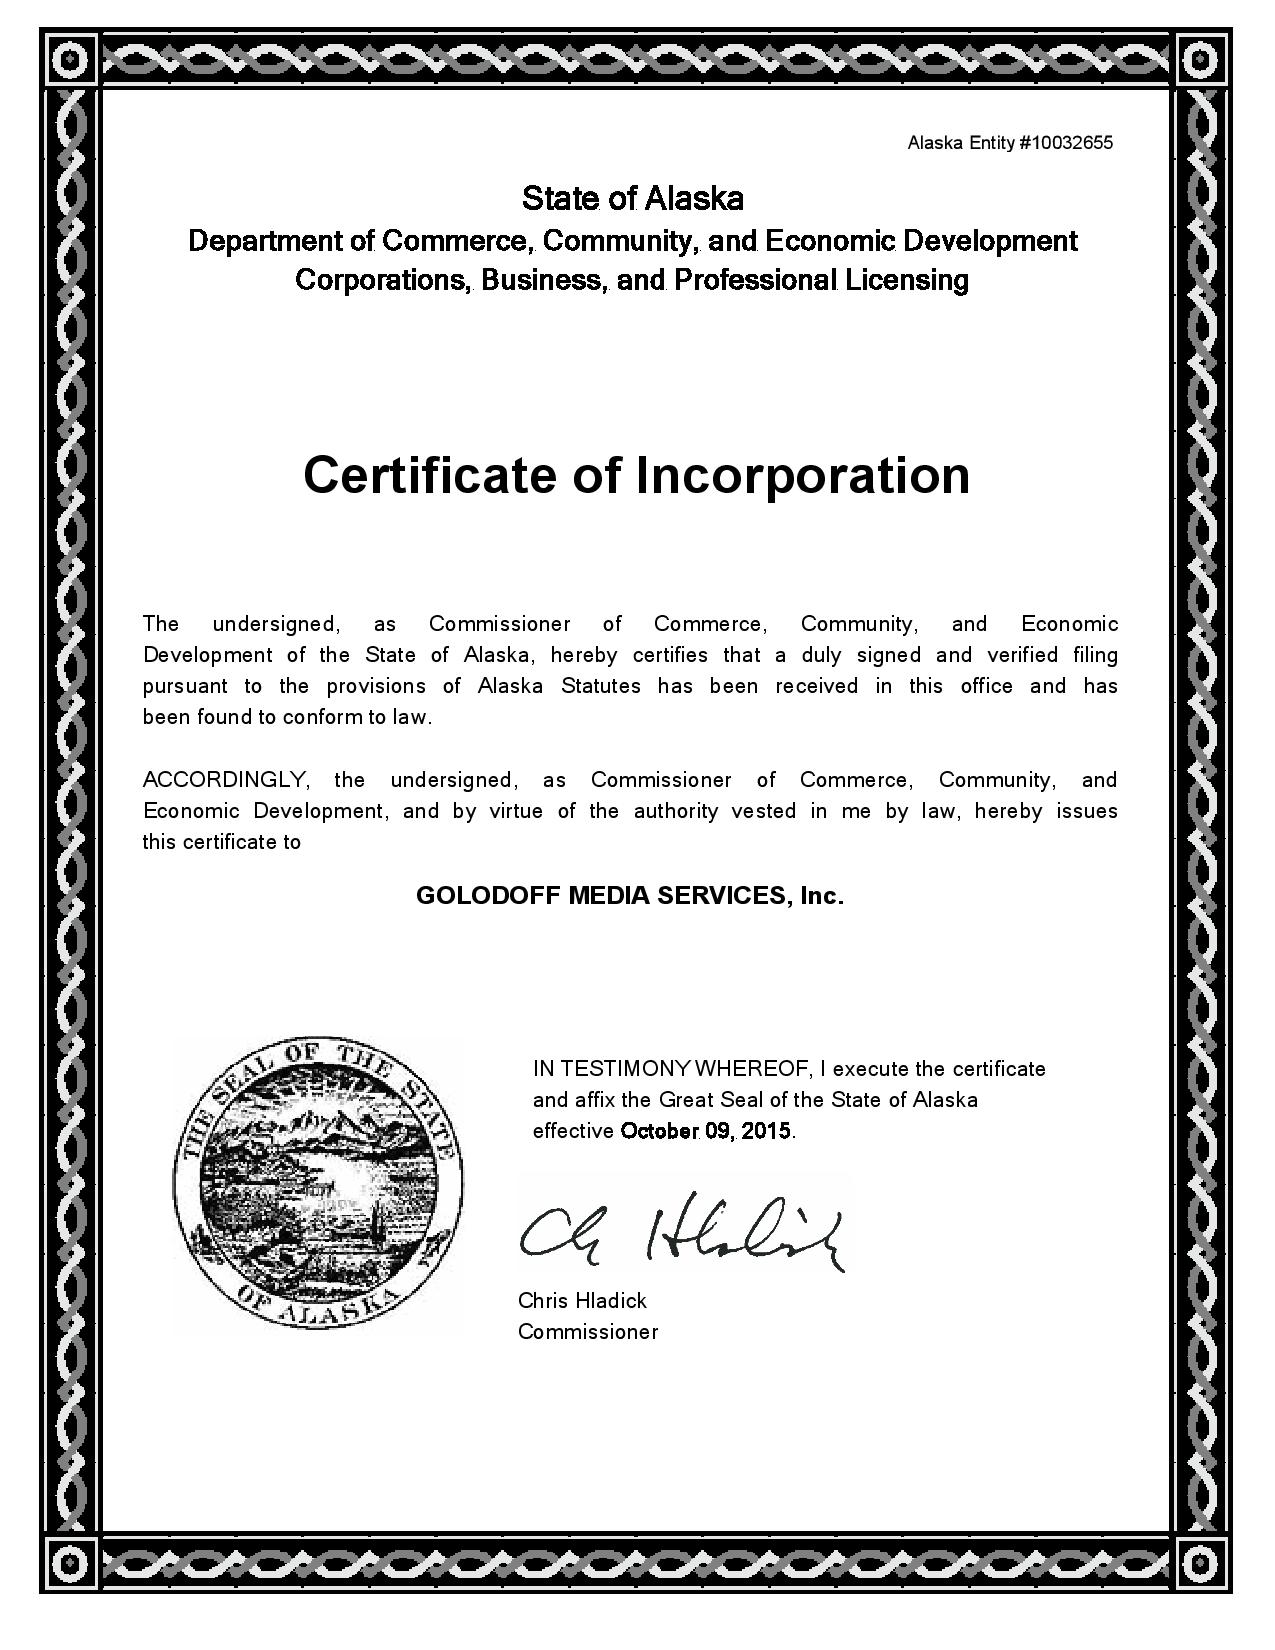 Alaska Entity #10032655
State of Alaska
Department of Commerce, Community, and Economic Development
Corporations, Business, and Professional Licensing
Certificate of Incorporation
The undersigned, as Commissioner of Commerce, Community, and Economic
Development of the State of Alaska, hereby certifies that a duly signed and verified filing
pursuant to the provisions of Alaska Statutes has been received in this office and has
been found to conform to law.
ACCORDINGLY, the undersigned, as Commissioner of Commerce, Community, and
Economic Development, and by virtue of the authority vested in me by law, hereby issues
this certificate to
GOLODOFF MEDIA SERVICES, Inc.
THE SEAL OF THE STATE
OF ALASKA
IN TESTIMONY WHEREOF, I execute the certificate
and affix the Great Seal of the State of Alaska
effective October 09, 2015.
Ch Hladick
Chris Hladick
Commissioner